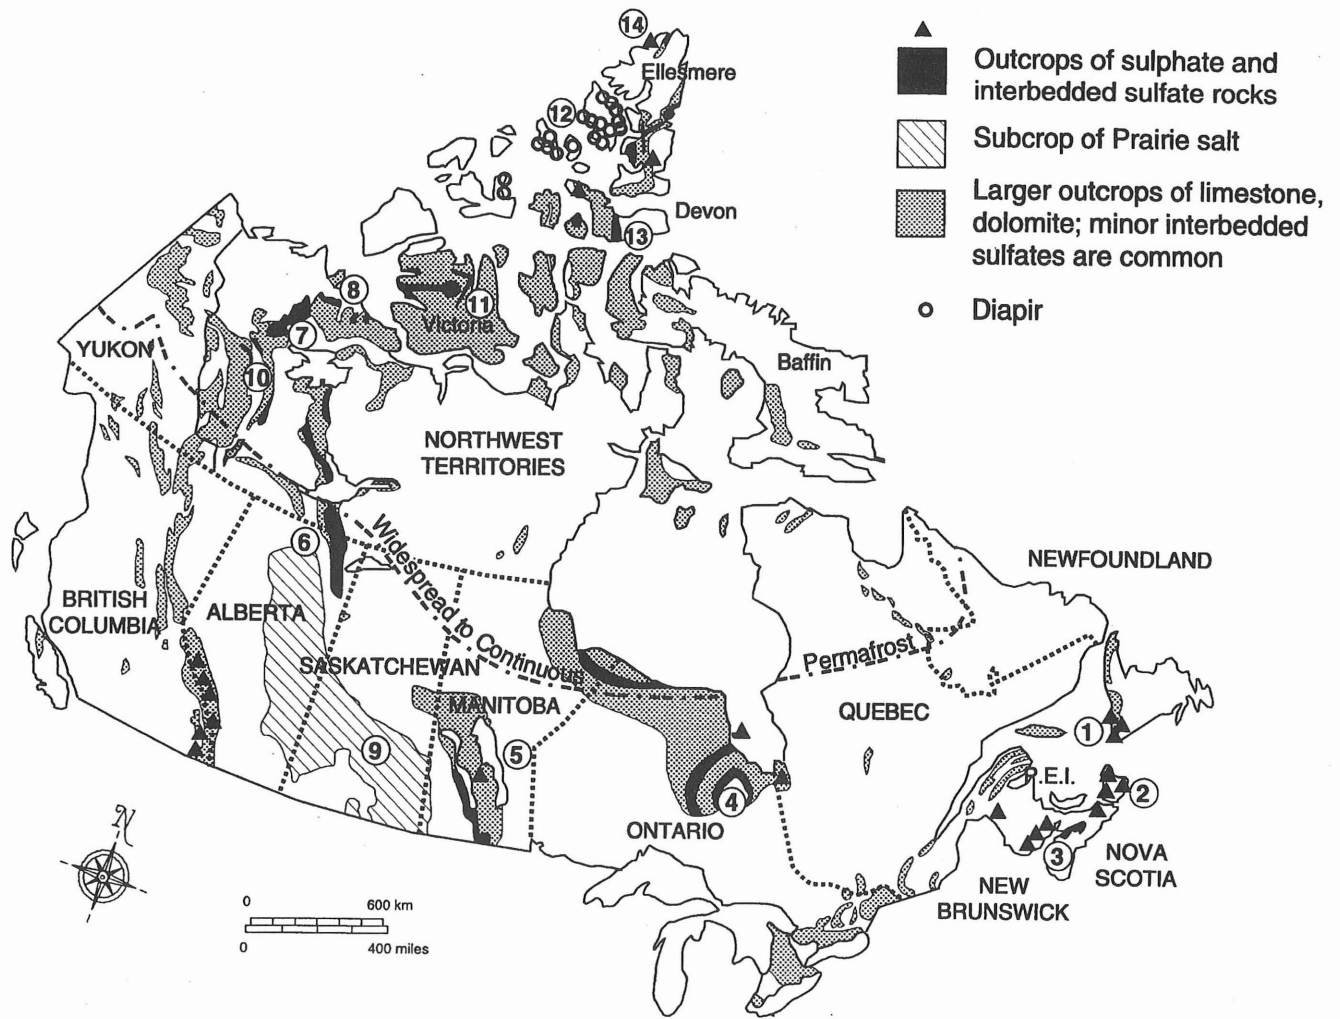 14
Ellesmere
12
Devon
13
8
11
Victoria
7
YUKON
10
Baffin
NORTHWEST
TERRITORIES
Widespread to Continuous
Permafrost
6
NEWFOUNDLAND
BRITISH
COLUMBIA
ALBERTA
SASKATCHEWAN
MANITOBA
QUEBEC
9
5
4
ONTARIO
1
P.E.I.
2
3
NOVA
SCOTIA
NEW
BRUNSWICK
N
0 600 km
0 400 miles
Outcrops of sulphate and
interbedded sulfate rocks
Subcrop of Prairie salt
Larger outcrops of limestone,
dolomite; minor interbedded
sulfates are common
Diapir